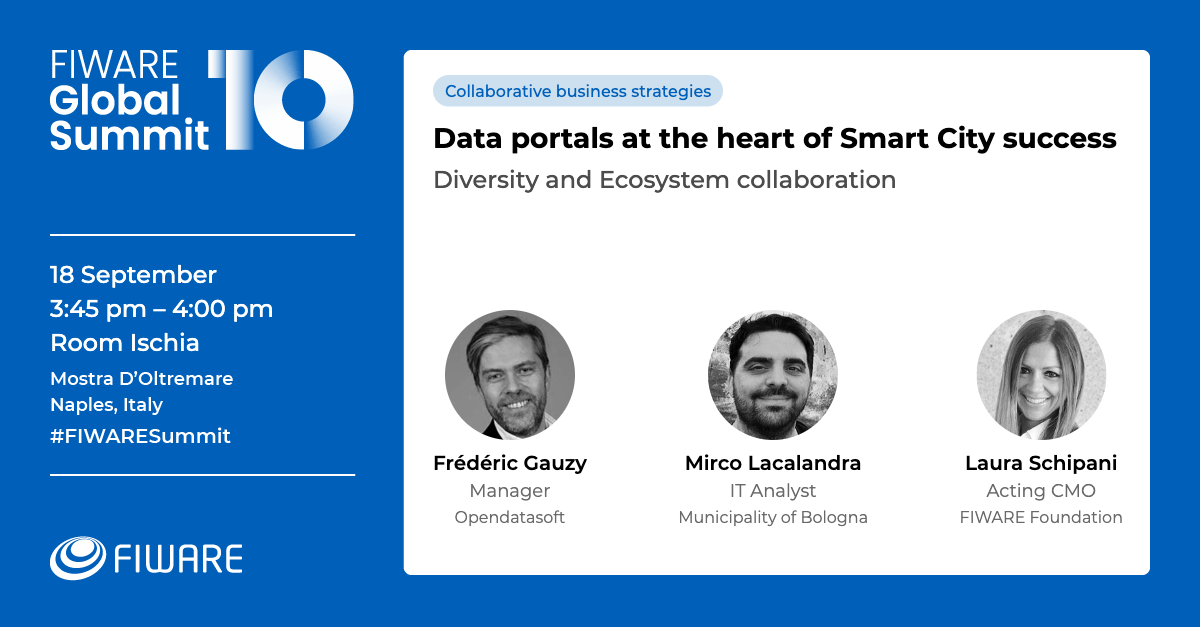 FIWARE
Global
Summit
10
18 September
3:45 pm – 4:00 pm
Room Ischia
Mostra D’Oltremare
Naples, Italy
#FIWARESummit
FIWARE
Collaborative business strategies
Data portals at the heart of Smart City success
Diversity and Ecosystem collaboration
Frédéric Gauzy
Manager
Opendatasoft
Mirco Lacalandra
IT Analyst
Municipality of Bologna
Laura Schipani
Acting CMO
FIWARE Foundation